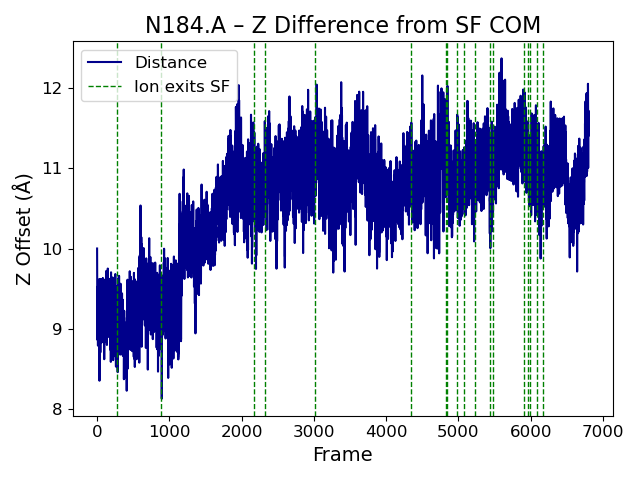 N184.A – Z Difference from SF COM
Distance
Ion exits SF
Z Offset (Å)
12
11
10
9
8
0 1000 2000 3000 4000 5000 6000 7000
Frame